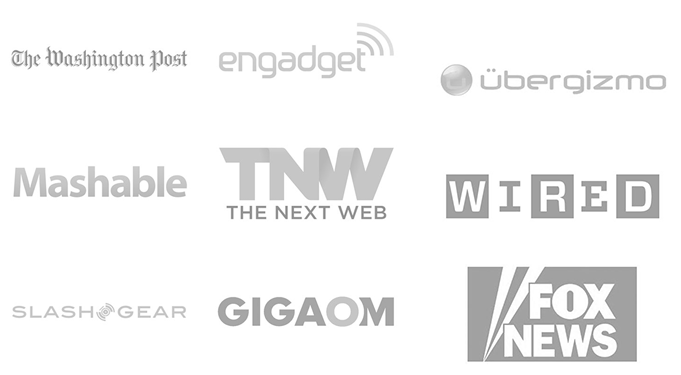 The Washington Post
engadget
übergizmo
Mashable
TNW
THE NEXT WEB
WIRED
SLASHGEAR
GIGAOM
FOX
NEWS